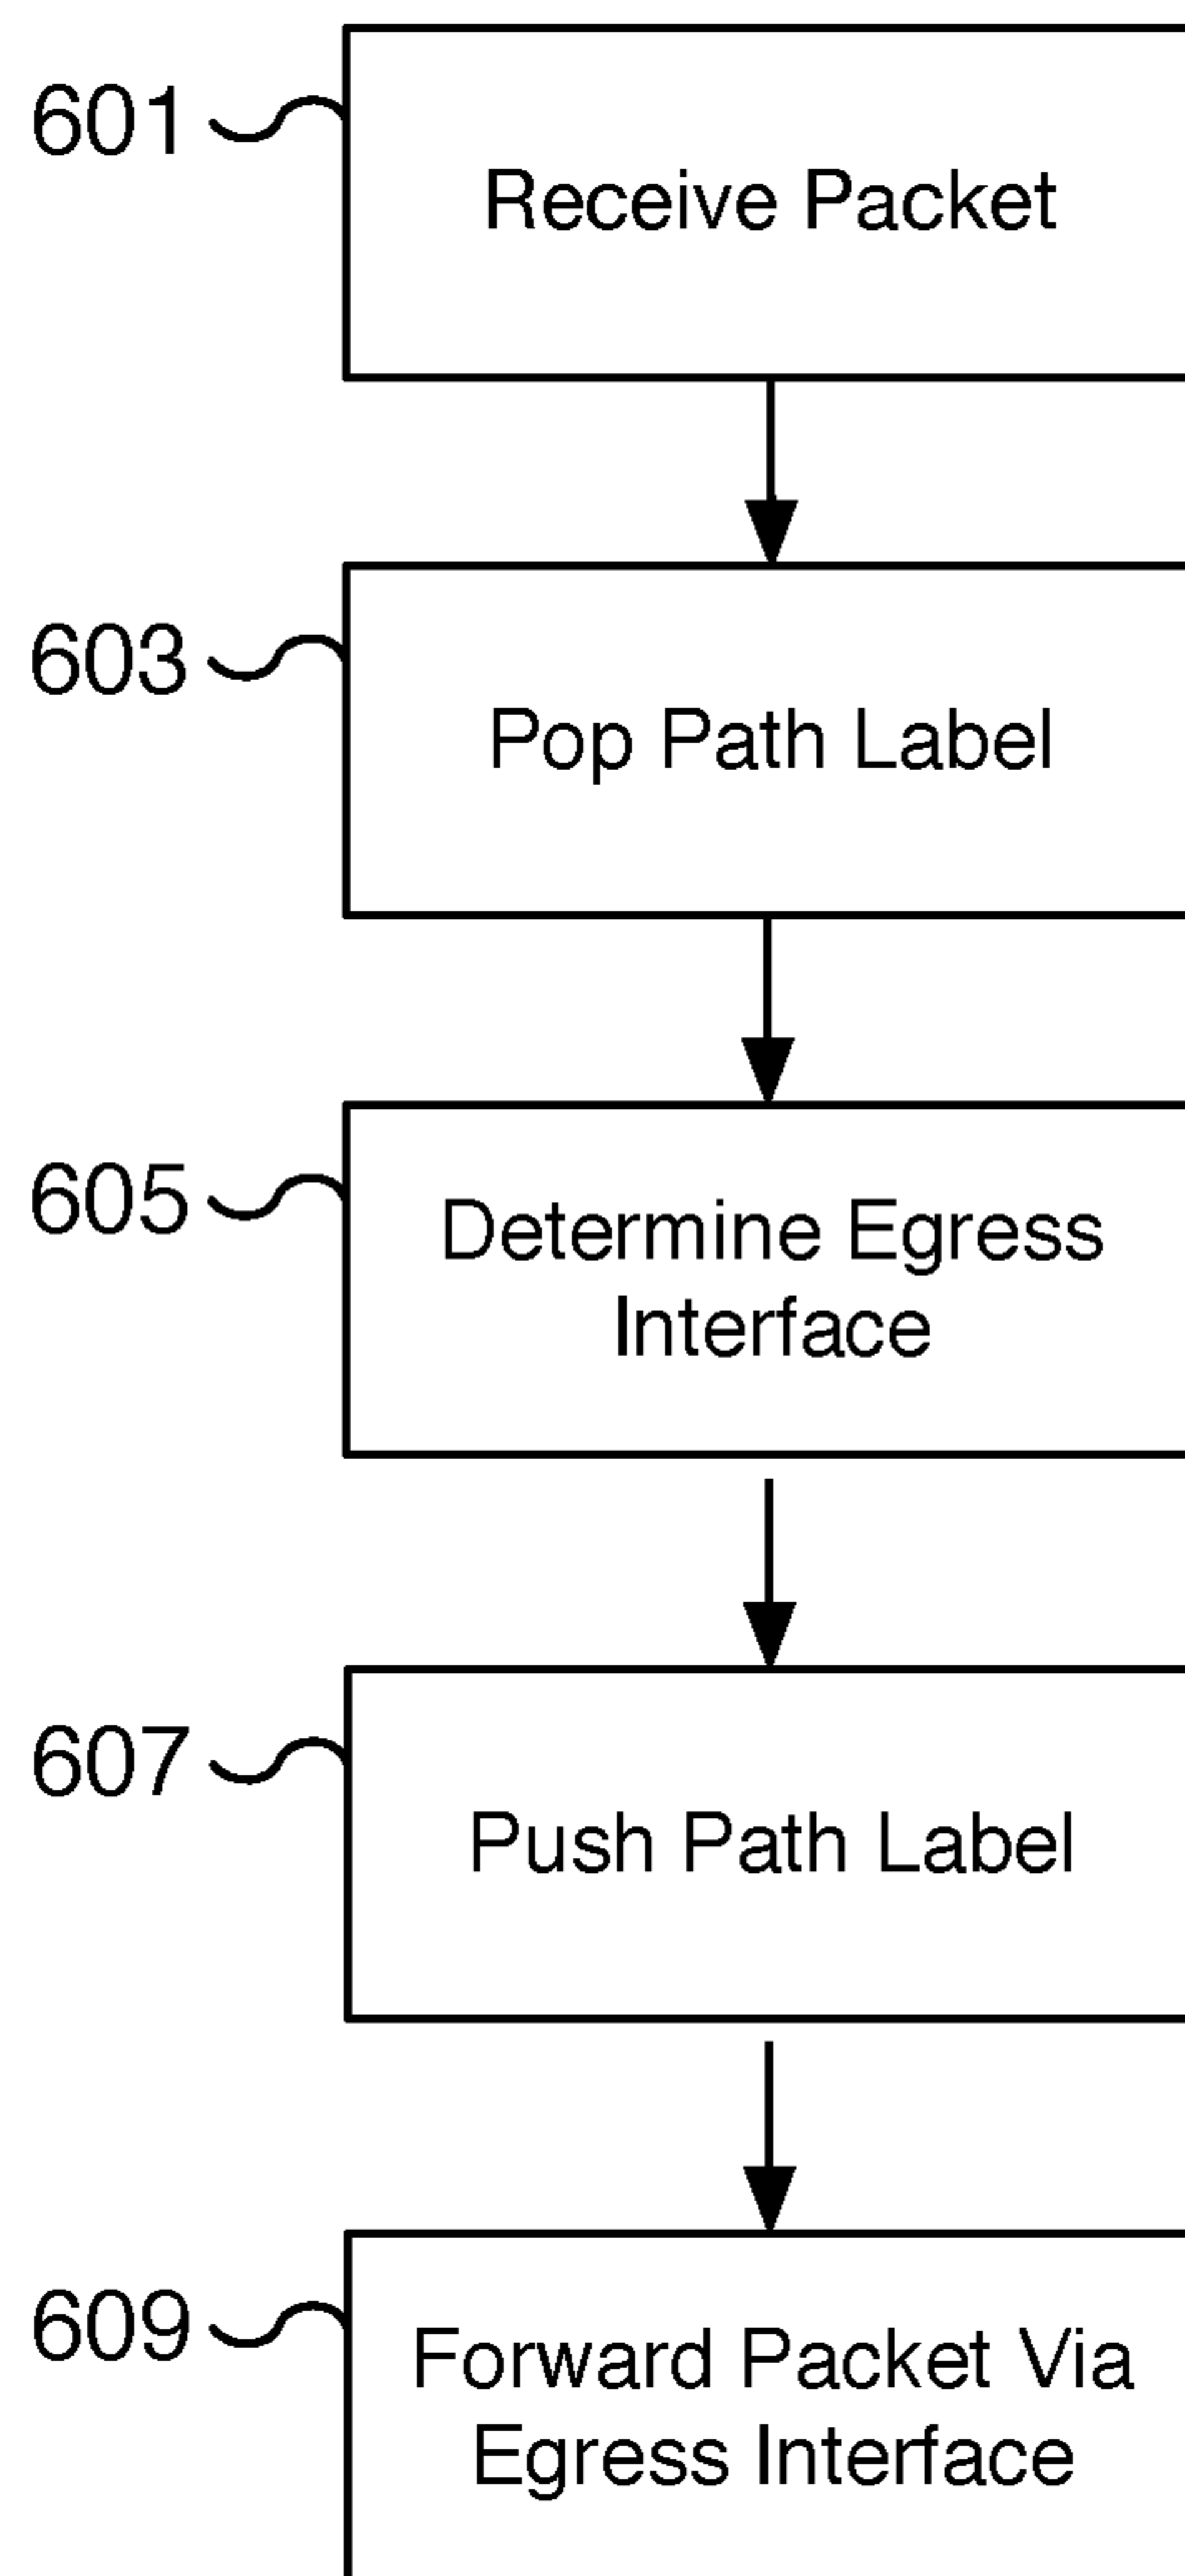 601
Receive Packet
603
Pop Path Label
605
Determine Egress
Interface
607
Push Path Label
609
Forward Packet Via
Egress Interface